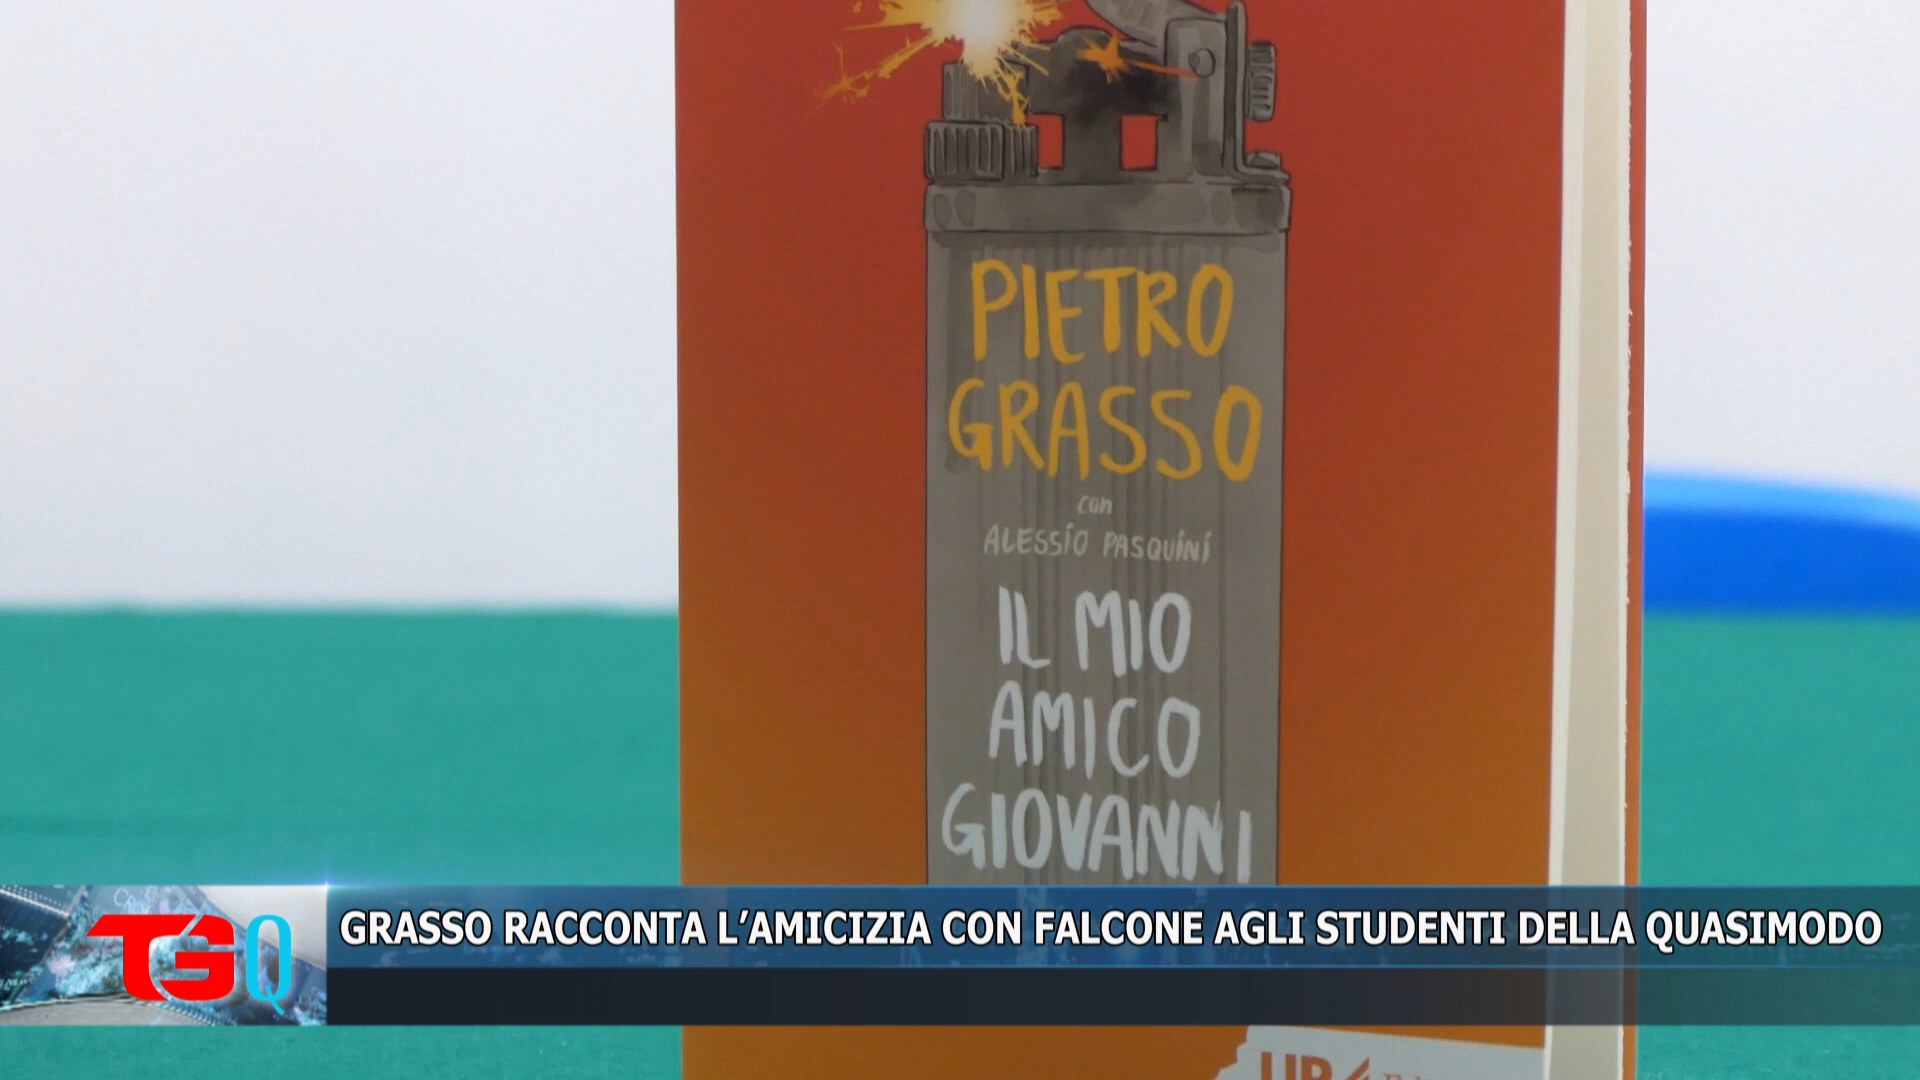 PIETRO
GRASSO
con
ALESSIO PASQUINI
IL MIO
AMICO
GIOVANNI
TGQ
GRASSO RACCONTA L’AMICIZIA CON FALCONE AGLI STUDENTI DELLA QUASIMODO